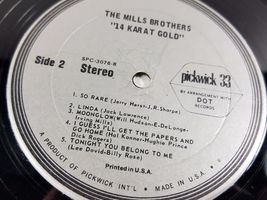 THE MILLS BROTHERS
"14 KARAT GOLD"
SPC-3076-B
Side 2 Stereo
pickwick 33
BY ARRANGEMENT WITH
DOT
RECORDS
1. SO RARE (Jerry Herst-J.R. Sharpe)
2. LINDA (Jack Lawrence)
3. MOONGLOW (Will Hudson-E.DeLange-
Irving Mills)
4. I GUESS I'LL GET THE PAPERS AND
GO HOME (Hal Kanner-Hughie Prince
Dick Rogers)
5. TONIGHT YOU BELONG TO ME
(Lee David-Billy Rose)
Printed in U.S.A.
A PRODUCT OF PICKWICK INT'L • MADE IN U.S.A.